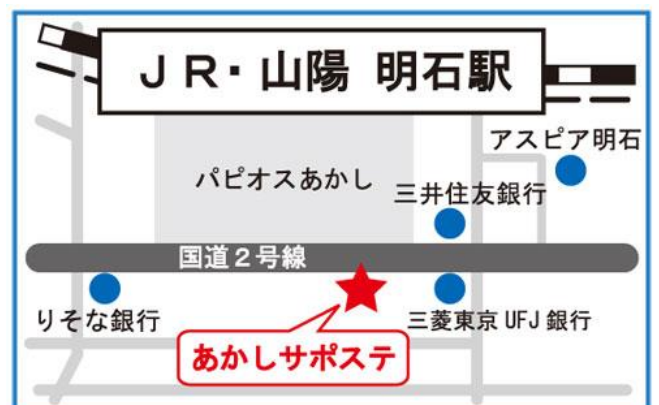 ＪＲ・山陽 明石駅
アスピア明石
パピオスあかし
三井住友銀行
国道２号線
りそな銀行
三菱東京 UFJ 銀行
あかしサポステ